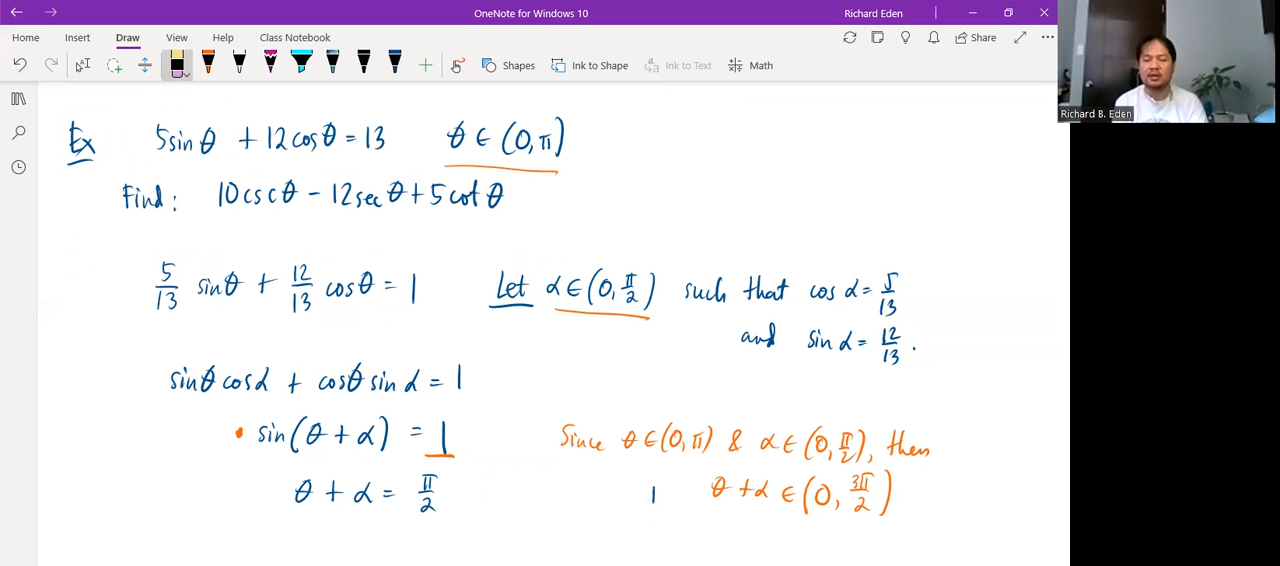 OneNote for Windows 10
Richard Eden
Home Insert Draw View Help Class Notebook
Share
Shapes Ink to Shape Ink to Text Math
Richard B. Eden
Ex 5sinθ + 12cosθ = 13 θ ∈ (0, π)
Find: 10cscθ - 12secθ + 5cotθ
5/13 sinθ + 12/13 cosθ = 1 Let α ∈ (0, π/2) such that cos α = 5/13
and sin α = 12/13.
sinθ cosα + cosθ sin α = 1
sin(θ + α) = 1 Since θ ∈ (0, π) & α ∈ (0, π/2), then
θ + α = π/2 | θ + α ∈ (0, 3π/2)